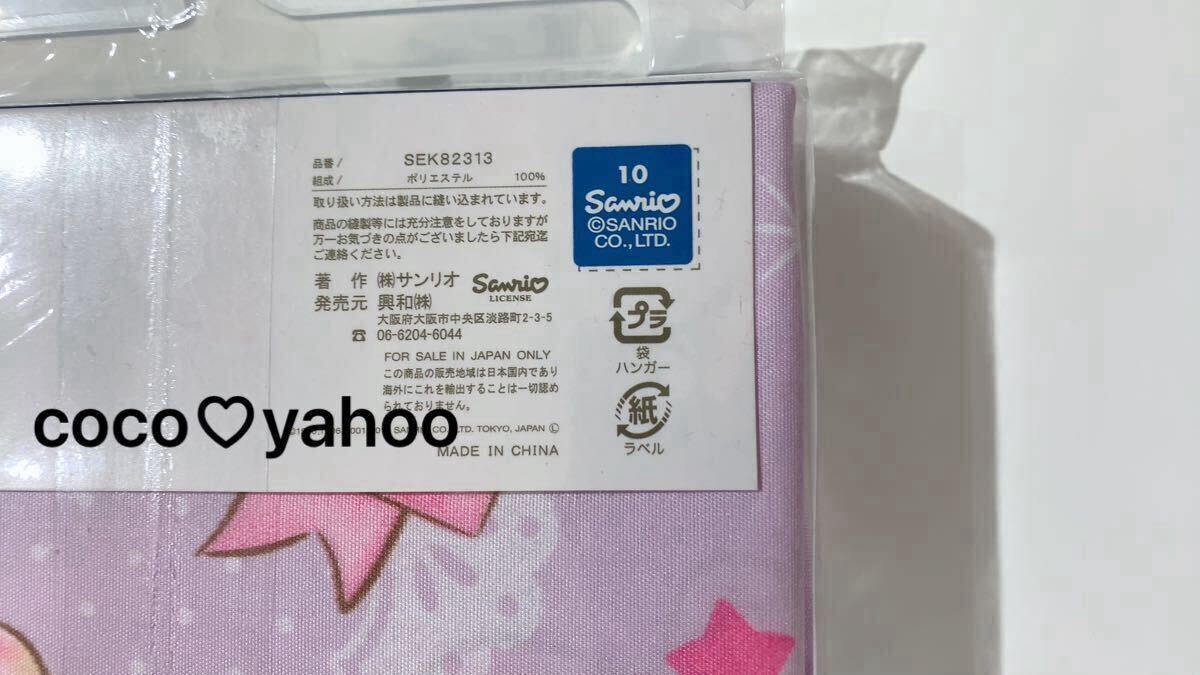 品番/ SEK82313
組成/ ポリエステル 100%
取り扱い方法は製品に縫い込まれています。
商品の縫製等には充分注意をしておりますが
万一お気づきの点がございましたら下記宛迄
ご連絡ください。
著作 ㈱サンリオ Sanrio LICENSE
発売元 興和㈱
大阪府大阪市中央区淡路町2-3-5
☎ 06-6204-6044
FOR SALE IN JAPAN ONLY
この商品の販売地域は日本国内であり
海外にこれを輸出することは一切認め
られておりません。
CO.,LTD. TOKYO, JAPAN Ⓛ
MADE IN CHINA
10
Sanrio
©SANRIO
CO.,LTD.
プラ
袋
ハンガー
紙
ラベル
coco♡yahoo